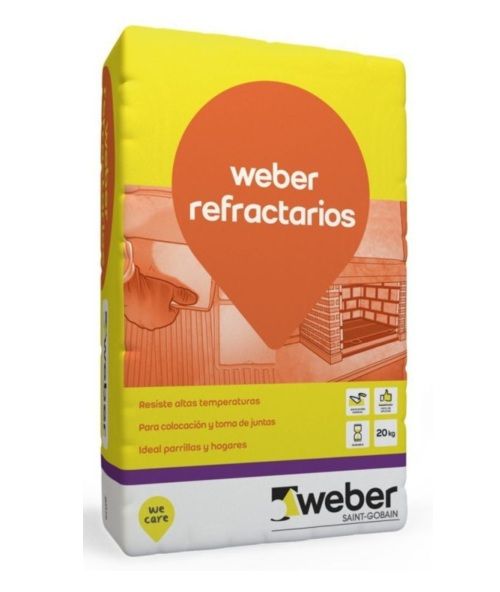 weber
refractarios
Resiste altas temperaturas
Para colocación y toma de juntas
Ideal parrillas y hogares
20 kg
we
care
weber
SAINT-GOBAIN
weber